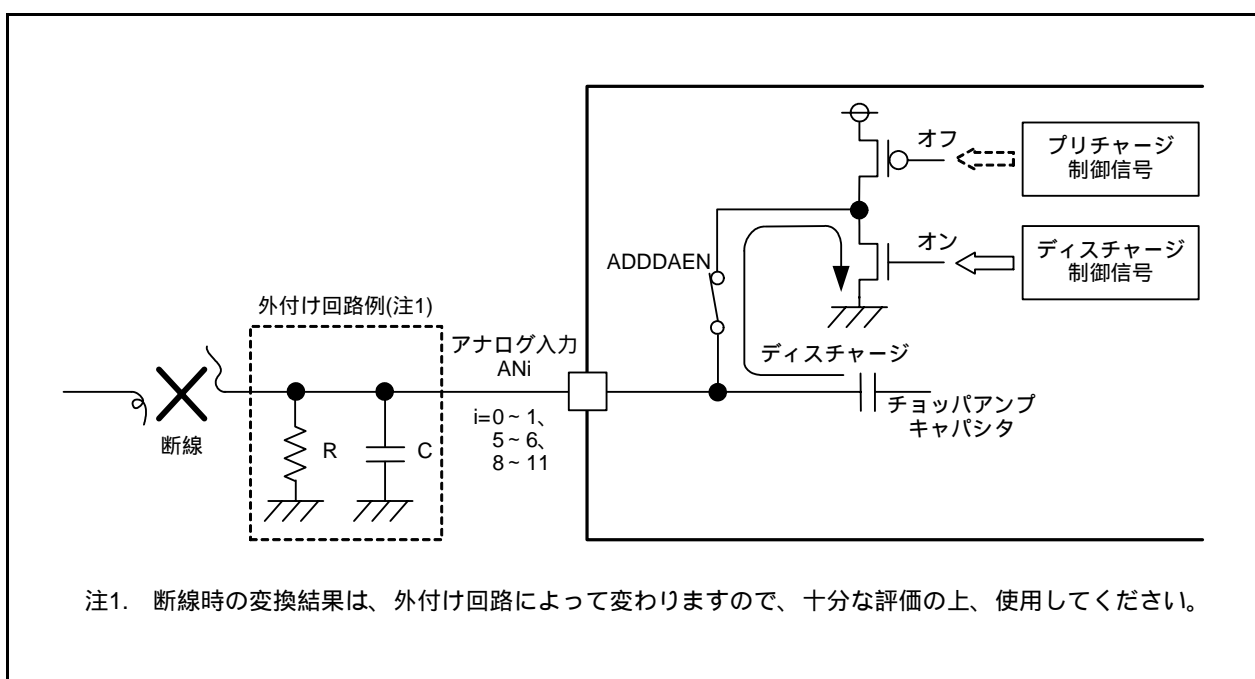 オフ
プリチャージ
制御信号
オン
ディスチャージ
制御信号
ADDDAEN
外付け回路例(注1)
アナログ入力
ANi
ディスチャージ
チョッパアンプ
キャパシタ
i=0~1、
5~6、
8~11
断線
R
C
注1. 断線時の変換結果は、外付け回路によって変わりますので、十分な評価の上、使用してください。